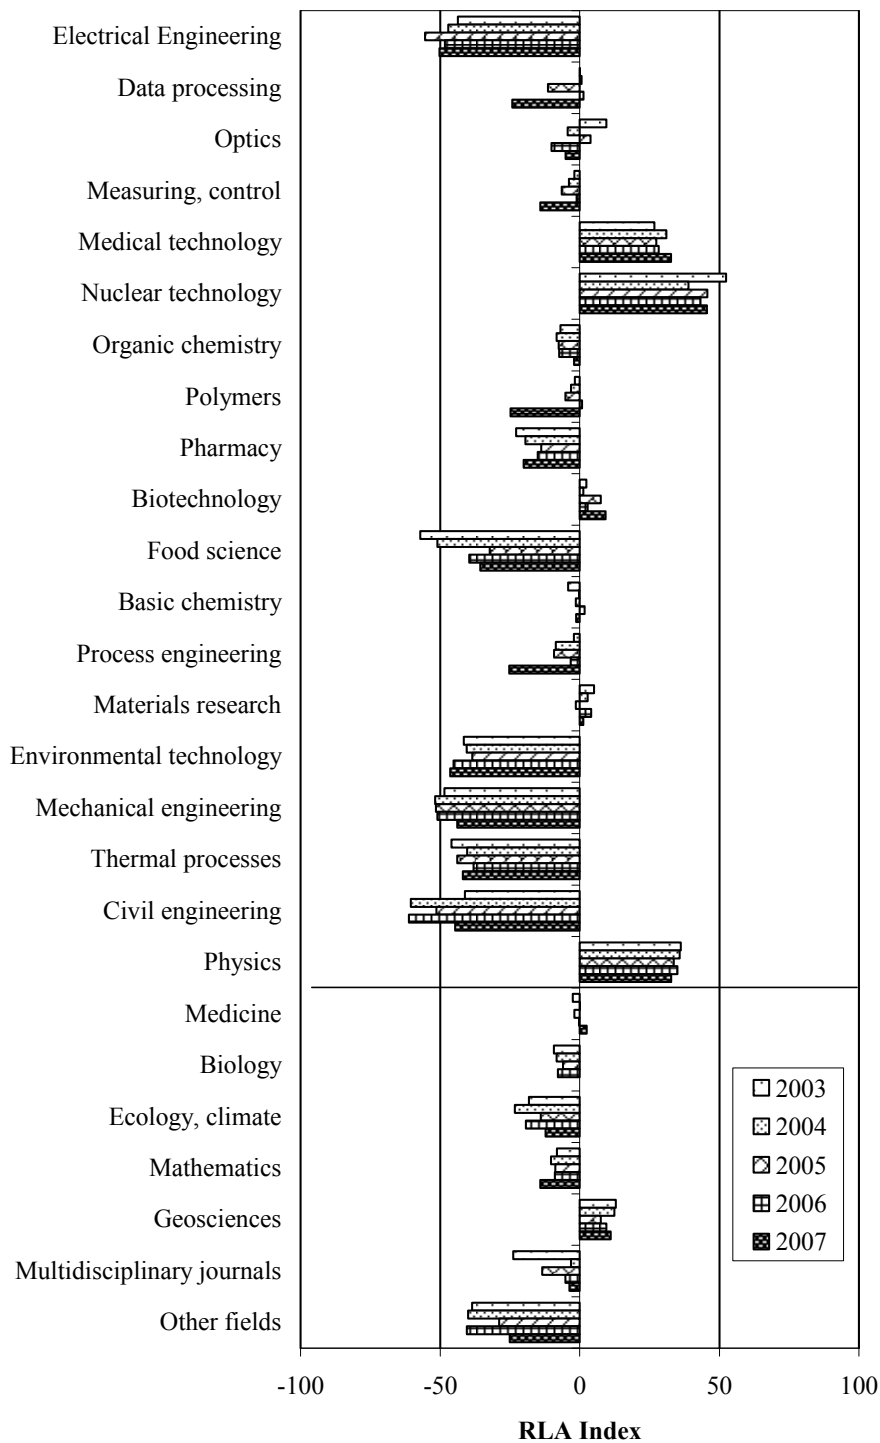 Electrical Engineering
Data processing
Optics
Measuring, control
Medical technology
Nuclear technology
Organic chemistry
Polymers
Pharmacy
Biotechnology
Food science
Basic chemistry
Process engineering
Materials research
Environmental technology
Mechanical engineering
Thermal processes
Civil engineering
Physics
Medicine
Biology
Ecology, climate
Mathematics
Geosciences
Multidisciplinary journals
Other fields
2003
2004
2005
2006
2007
-100 -50 0 50 100
RLA Index